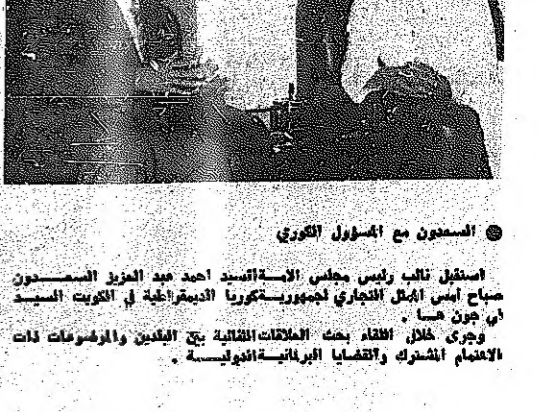 السعدون مع المسؤول الكوري
استقبل نائب رئيس مجلس الامة السيد احمد عبد العزيز السعدون
صباح أمس الممثل التجاري لجمهورية كوريا الديمقراطية في الكويت السيد
لي جون هسا .
وجرى خلال اللقاء بحث العلاقات الثنائية بين البلدين والموضوعات ذات
الاهتمام المشترك والقضايا البرلمانية الدولية .